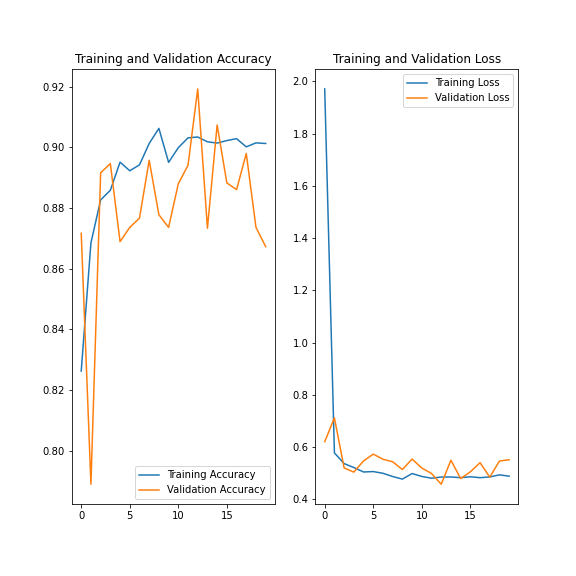 Training and Validation Accuracy
0.92
0.90
0.88
0.86
0.84
0.82
0.80
0 5 10 15
Training Accuracy
Validation Accuracy
Training and Validation Loss
2.0
1.8
1.6
1.4
1.2
1.0
0.8
0.6
0.4
0 5 10 15
Training Loss
Validation Loss